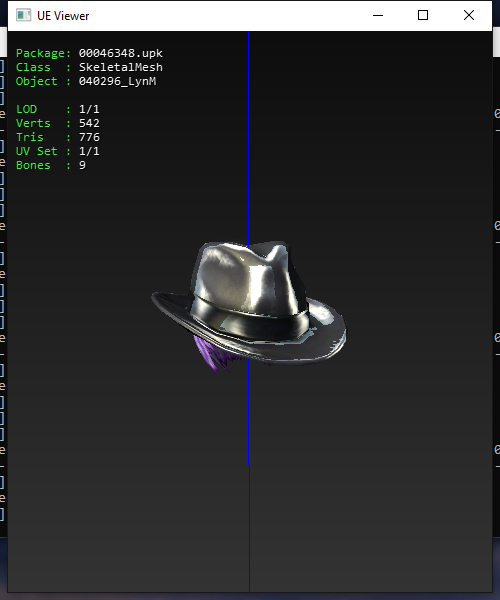 UE Viewer
Package: 00046348.upk
Class : SkeletalMesh
Object : 040296_LynM
LOD : 1/1
Verts : 542
Tris : 776
UV Set : 1/1
Bones : 9